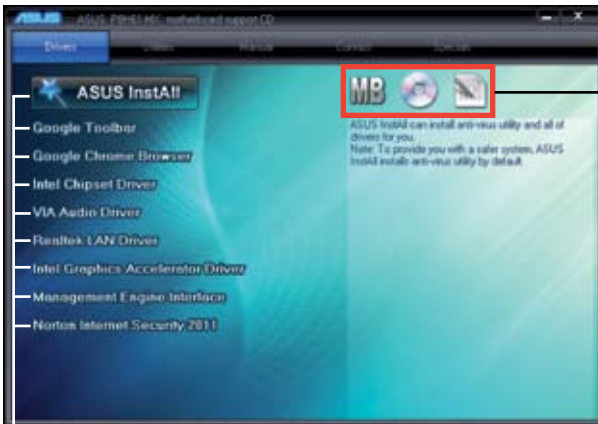 ASUS ASUS P8H61-MX motherboard support CD
Drivers Utilities Manual Contact Specials
ASUS InstAll
MB
Google Toolbar
Google Chrome Browser
Intel Chipset Driver
VIA Audio Driver
Realtek LAN Driver
Intel Graphics Accelerator Driver
Management Engine Interface
Norton Internet Security 2011
ASUS InstAll can install anti-virus utility and all of
drivers for you.
Note: To provide you with a safer system, ASUS
InstAll installs anti-virus utility by default